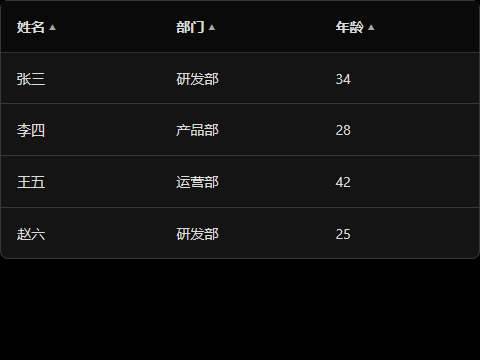 姓名 ▲ 部门 ▲ 年龄 ▲
张三 研发部 34
李四 产品部 28
王五 运营部 42
赵六 研发部 25